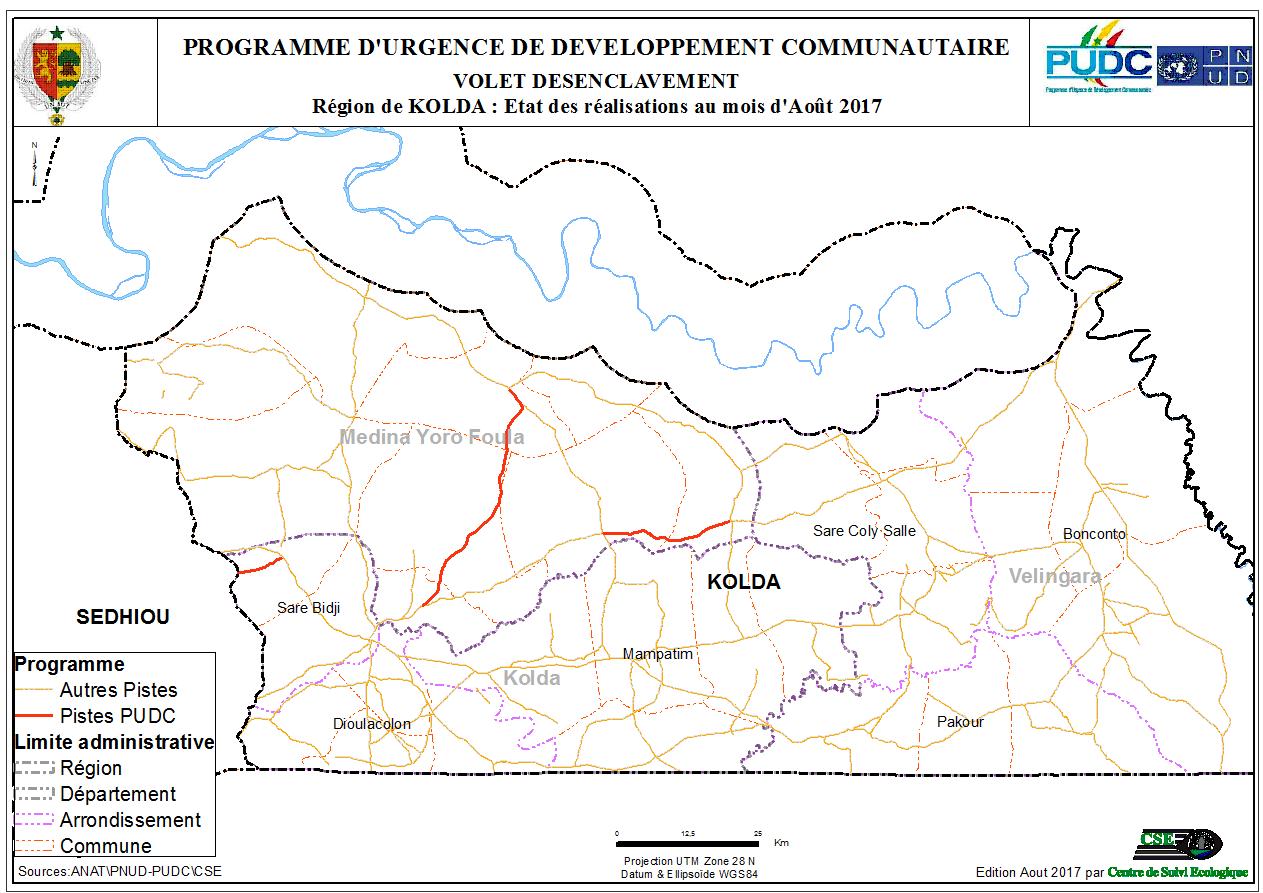 PROGRAMME D'URGENCE DE DEVELOPPEMENT COMMUNAUTAIRE
VOLET DESENCLAVEMENT
Région de KOLDA : Etat des réalisations au mois d'Août 2017
PUDC
Programme d'Urgence de Développement Communautaire
P N
U D
N
Medina Yoro Foula
Sare Coly Salle
Bonconto
Velingara
KOLDA
Sare Bidji
SEDHIOU
Mampatim
Kolda
Dioulacolon
Pakour
Programme
Autres Pistes
Pistes PUDC
Limite administrative
Région
Département
Arrondissement
Commune
Sources:ANAT\PNUD-PUDC\CSE
0 12,5 25
Km
Projection UTM Zone 28 N
Datum & Ellipsoïde WGS84
CSE
Edition Aout 2017 par Centre de Suivi Ecologique